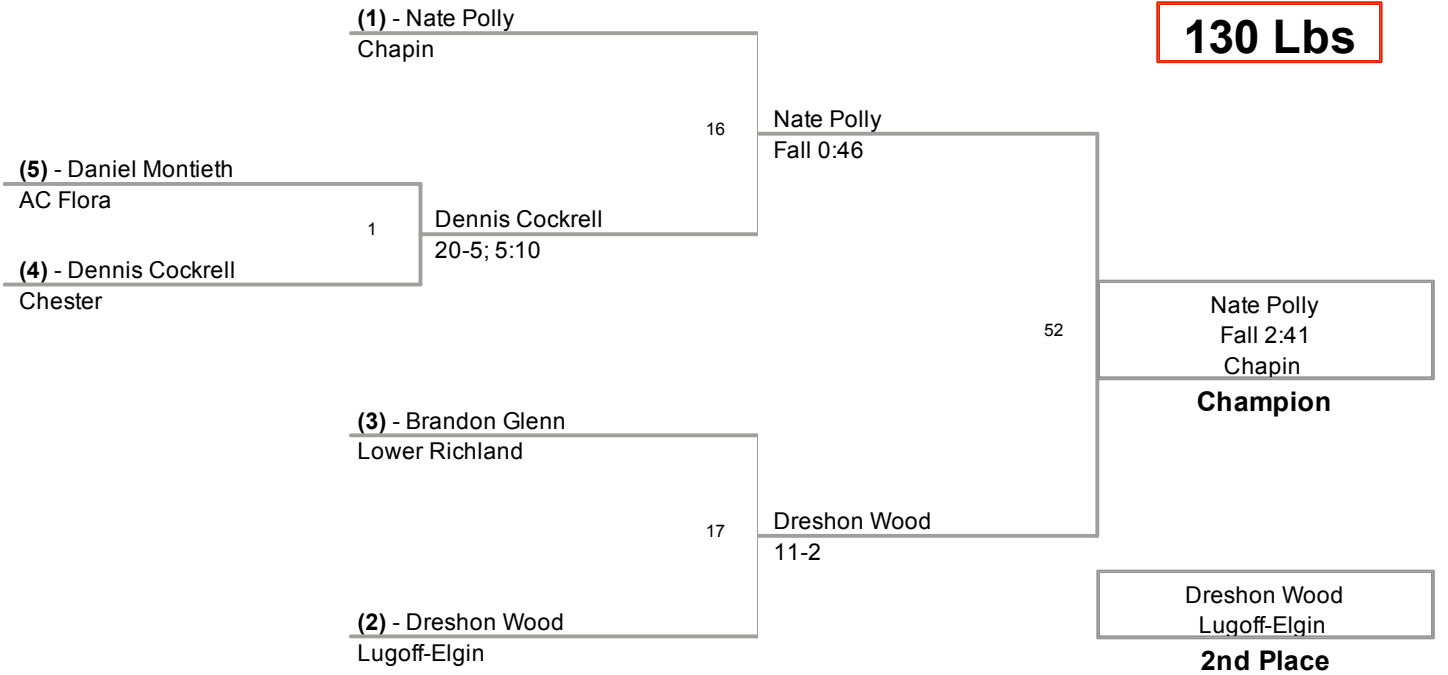 (1) - Nate Polly
Chapin
130 Lbs
16
Nate Polly
Fall 0:46
(5) - Daniel Montieth
AC Flora
1
Dennis Cockrell
20-5; 5:10
(4) - Dennis Cockrell
Chester
52
Nate Polly
Fall 2:41
Chapin
Champion
(3) - Brandon Glenn
Lower Richland
17
Dreshon Wood
11-2
(2) - Dreshon Wood
Lugoff-Elgin
Dreshon Wood
Lugoff-Elgin
2nd Place